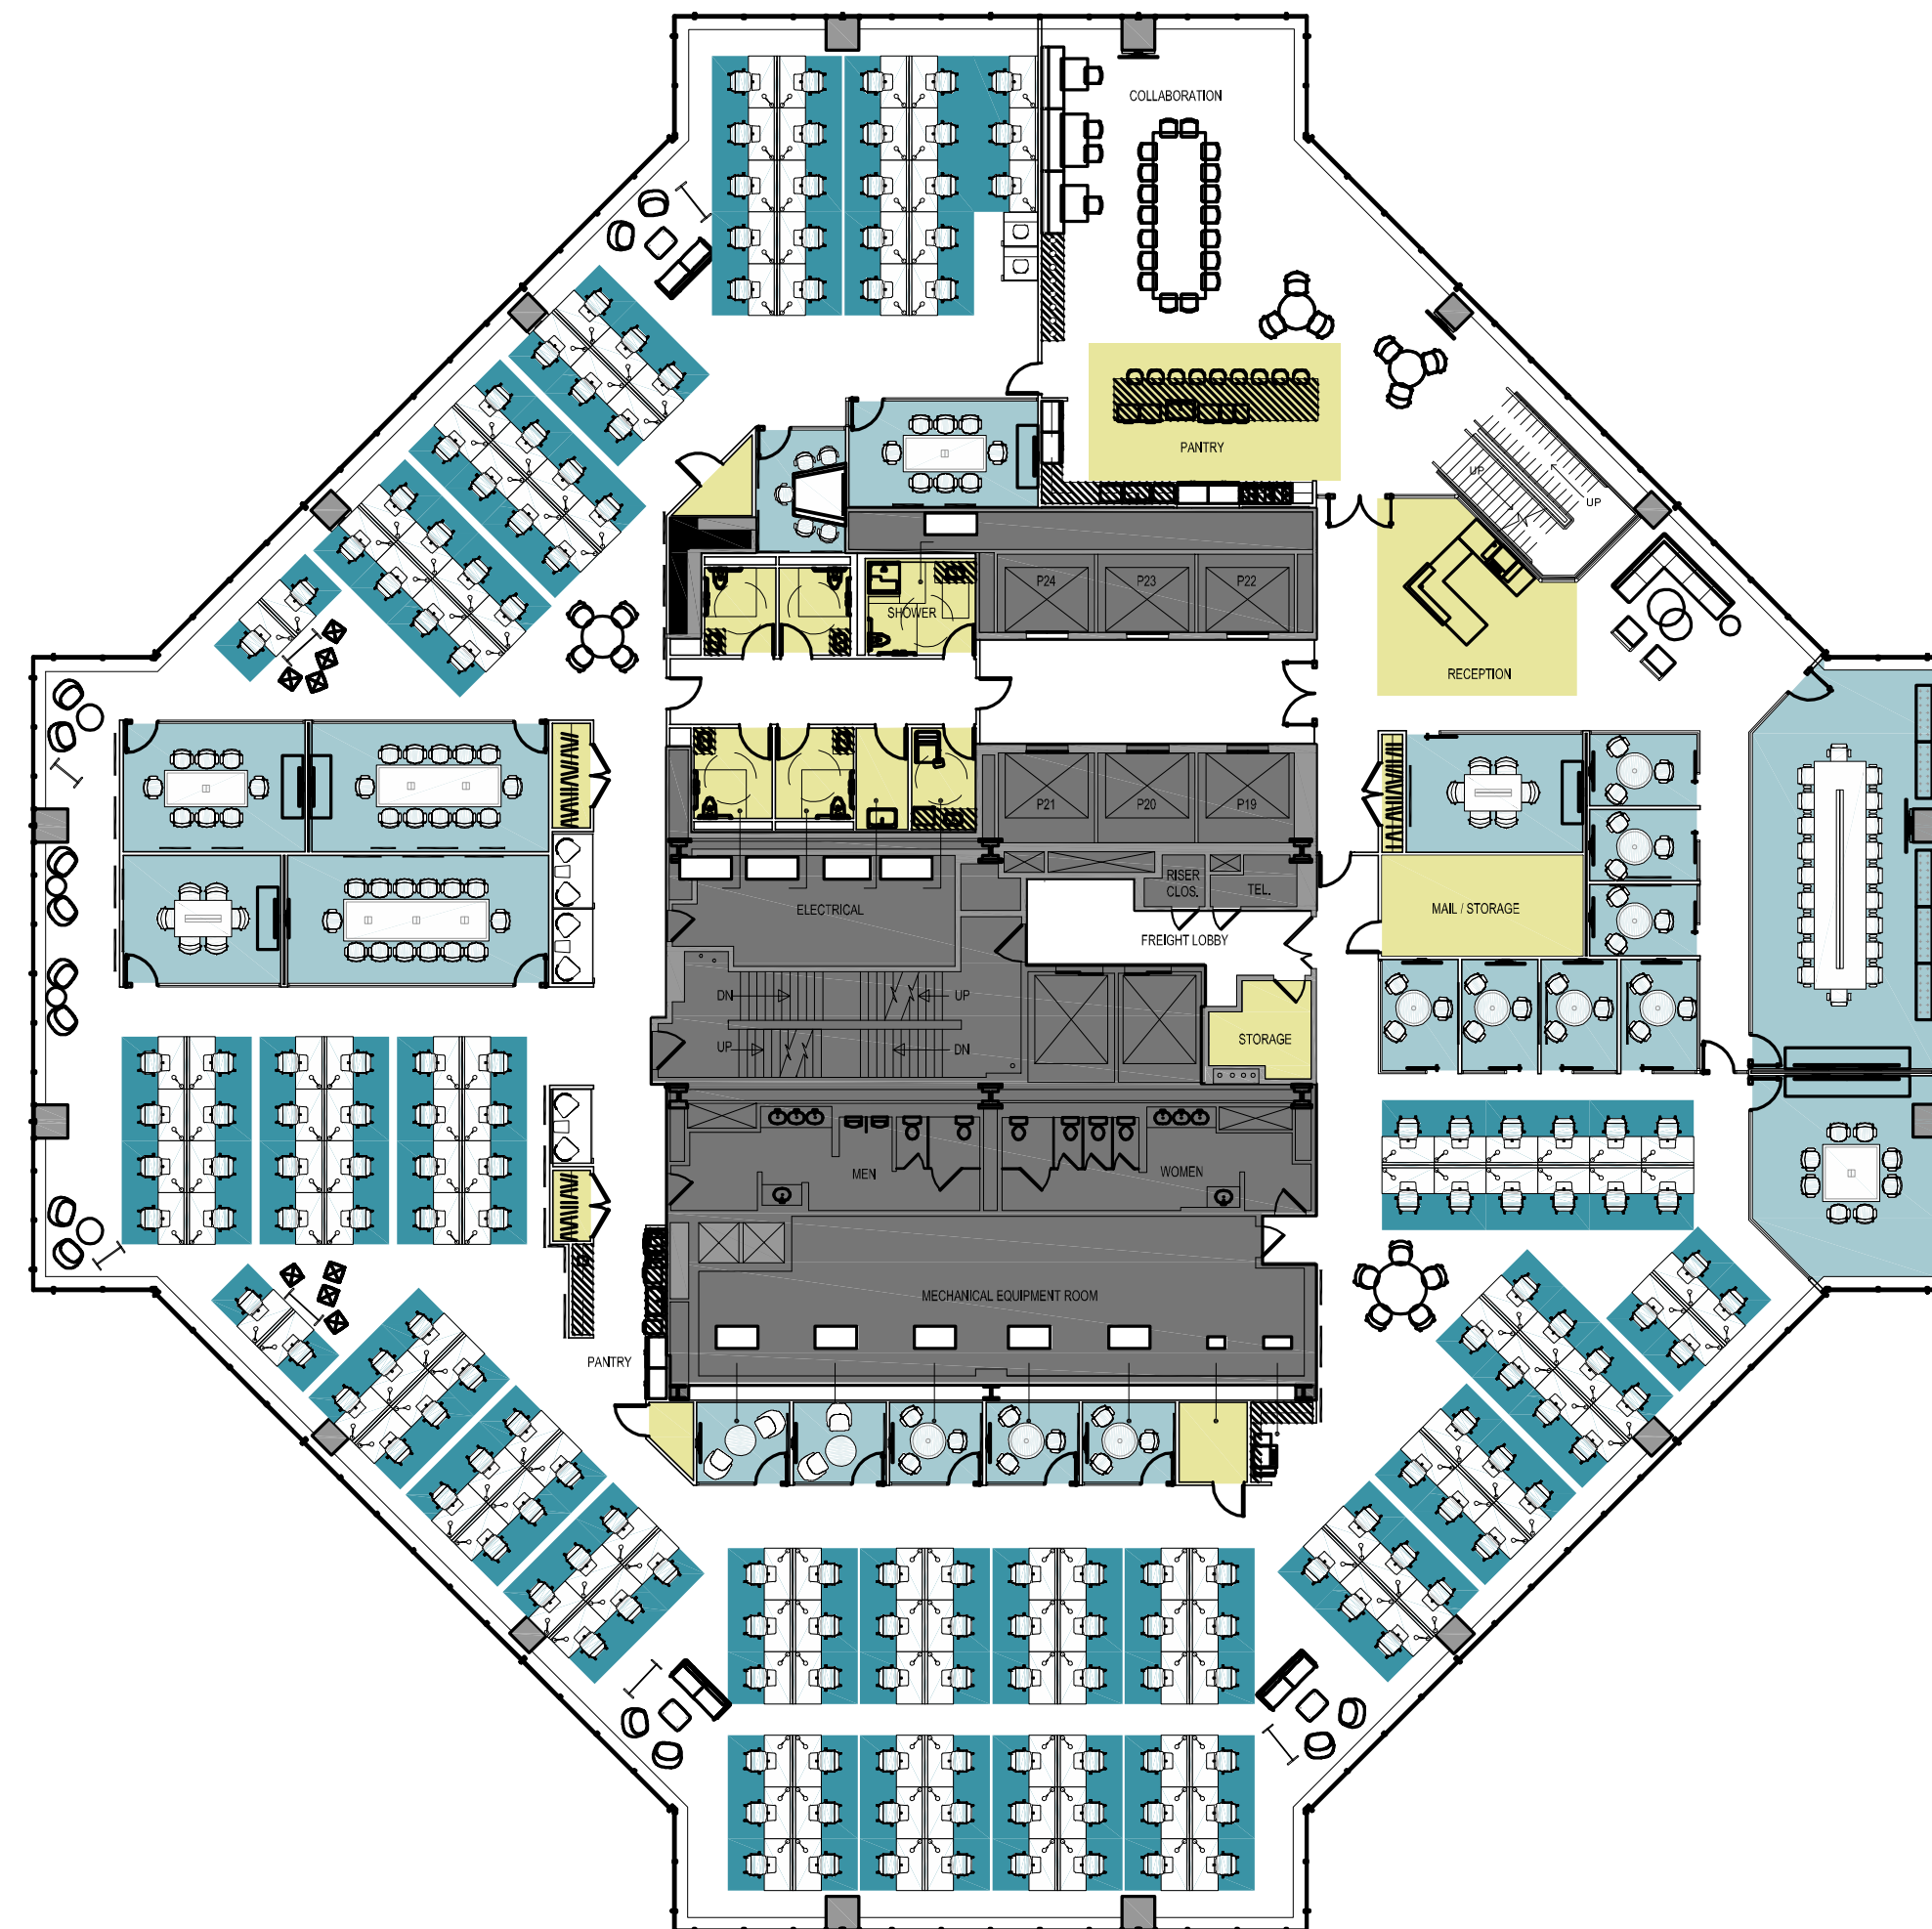 COLLABORATION
PANTRY
UP
UP
P24
P23
P22
SHOWER
RECEPTION
P21
P20
P19
RISER
CLOS.
TEL.
ELECTRICAL
MAIL / STORAGE
FREIGHT LOBBY
DN
UP
UP
DN
STORAGE
MEN
WOMEN
MECHANICAL EQUIPMENT ROOM
PANTRY